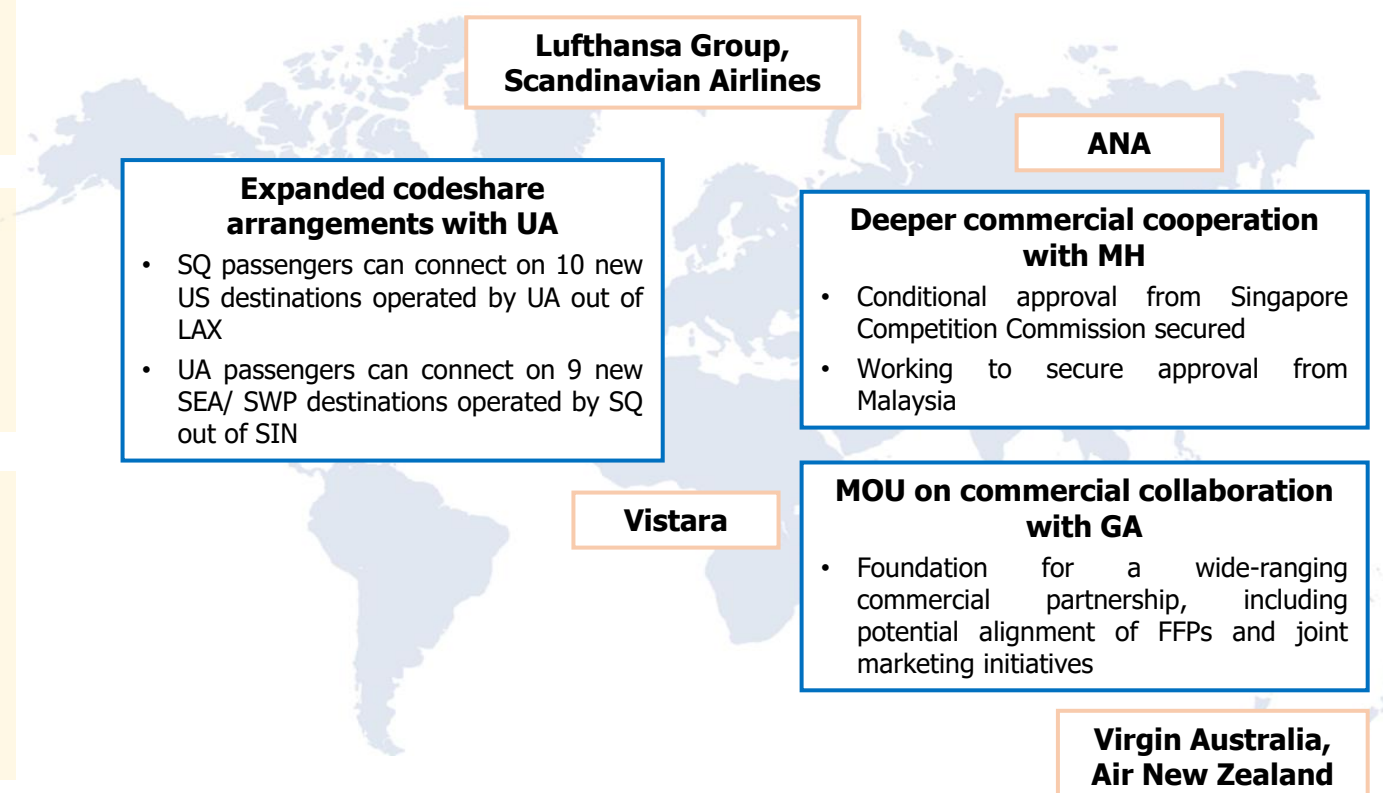 Lufthansa Group,
Scandinavian Airlines
ANA
Expanded codeshare
arrangements with UA
• SQ passengers can connect on 10 new
US destinations operated by UA out of
LAX
• UA passengers can connect on 9 new
SEA/ SWP destinations operated by SQ
out of SIN
Deeper commercial cooperation
with MH
• Conditional approval from Singapore
Competition Commission secured
• Working to secure approval from
Malaysia
Vistara
MOU on commercial collaboration
with GA
• Foundation for a wide-ranging
commercial partnership, including
potential alignment of FFPs and joint
marketing initiatives
Virgin Australia,
Air New Zealand